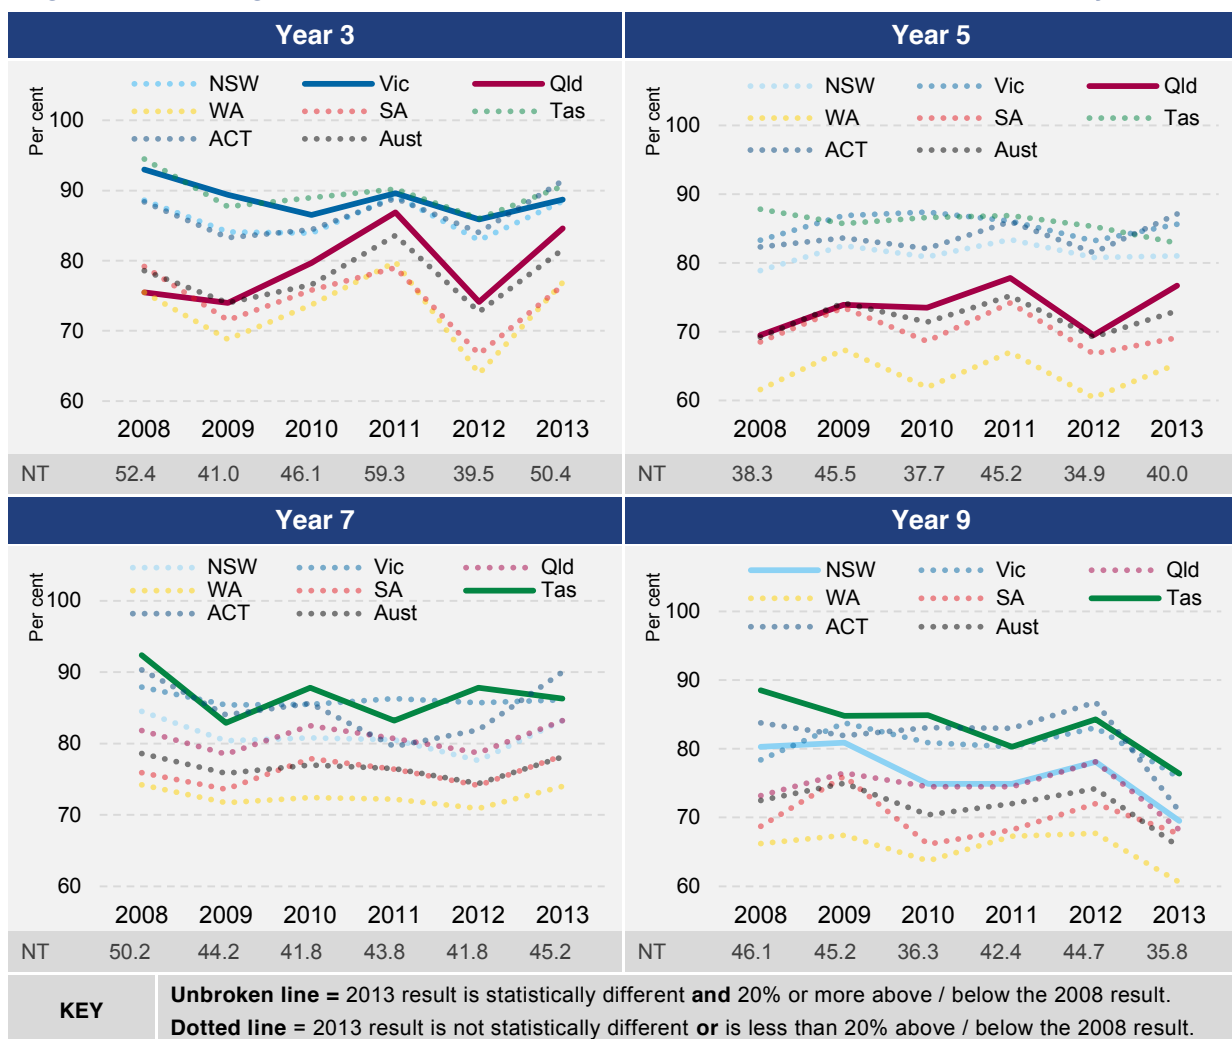 Year 3
NSW Vic Qld
WA SA Tas
ACT Aust
Per cent
100
90
80
70
60
2008 2009 2010 2011 2012 2013
NT 52.4 41.0 46.1 59.3 39.5 50.4
Year 5
NSW Vic Qld
WA SA Tas
ACT Aust
Per cent
100
90
80
70
60
2008 2009 2010 2011 2012 2013
NT 38.3 45.5 37.7 45.2 34.9 40.0
Year 7
NSW Vic Qld
WA SA Tas
ACT Aust
Per cent
100
90
80
70
60
2008 2009 2010 2011 2012 2013
NT 50.2 44.2 41.8 43.8 41.8 45.2
Year 9
NSW Vic Qld
WA SA Tas
ACT Aust
Per cent
100
90
80
70
60
2008 2009 2010 2011 2012 2013
NT 46.1 45.2 36.3 42.4 44.7 35.8
KEY
Unbroken line = 2013 result is statistically different and 20% or more above / below the 2008 result.
Dotted line = 2013 result is not statistically different or is less than 20% above / below the 2008 result.